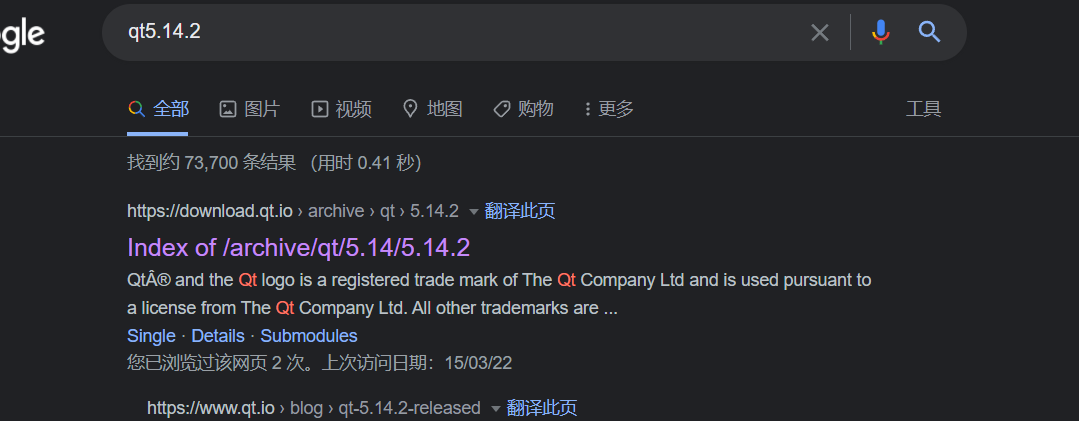 gle
qt5.14.2
全部 图片 视频 地图 购物 更多 工具
找到约 73,700 条结果 （用时 0.41 秒）
https://download.qt.io › archive › qt › 5.14.2 翻译此页
Index of /archive/qt/5.14/5.14.2
QtÂ® and the Qt logo is a registered trade mark of The Qt Company Ltd and is used pursuant to
a license from The Qt Company Ltd. All other trademarks are ...
Single · Details · Submodules
您已浏览过该网页 2 次。上次访问日期：15/03/22
https://www.qt.io › blog › qt-5.14.2-released 翻译此页